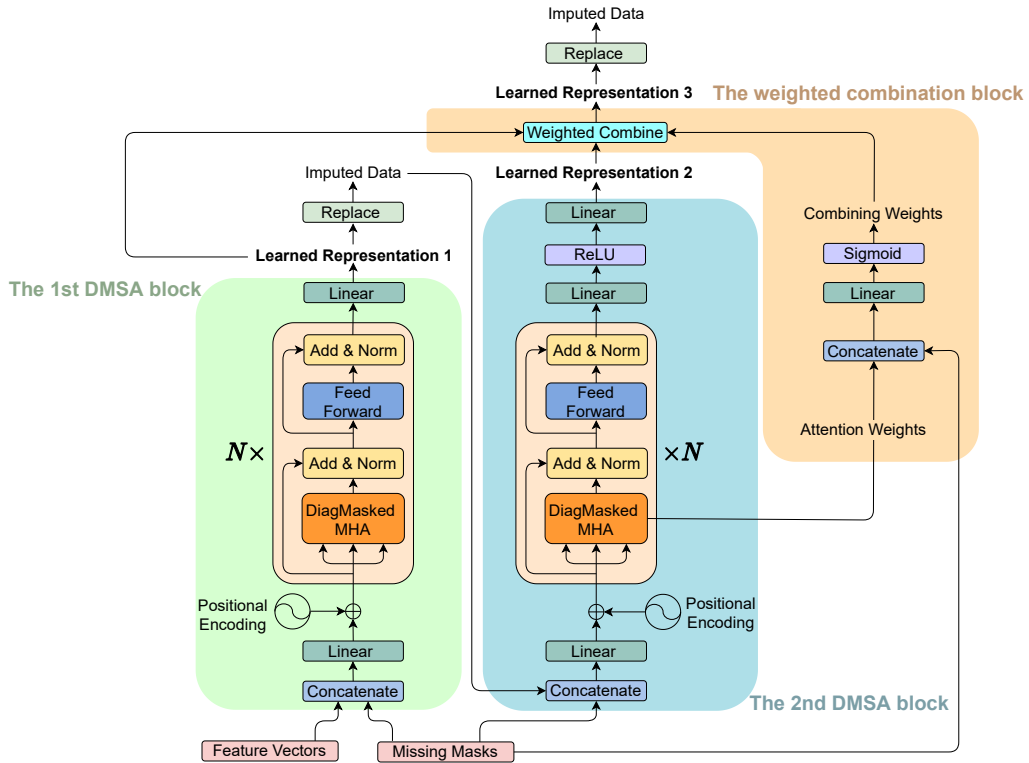 Imputed Data
Replace
Learned Representation 3
The weighted combination block
Weighted Combine
Imputed Data
Learned Representation 2
Replace
Linear
Combining Weights
Learned Representation 1
ReLU
Sigmoid
The 1st DMSA block
Linear
Linear
Linear
Add & Norm
Add & Norm
Concatenate
Feed
Forward
Feed
Forward
Attention Weights
N×
Add & Norm
Add & Norm
×N
DiagMasked
MHA
DiagMasked
MHA
Positional
Encoding
Positional
Encoding
Linear
Linear
Concatenate
Concatenate
The 2nd DMSA block
Feature Vectors
Missing Masks